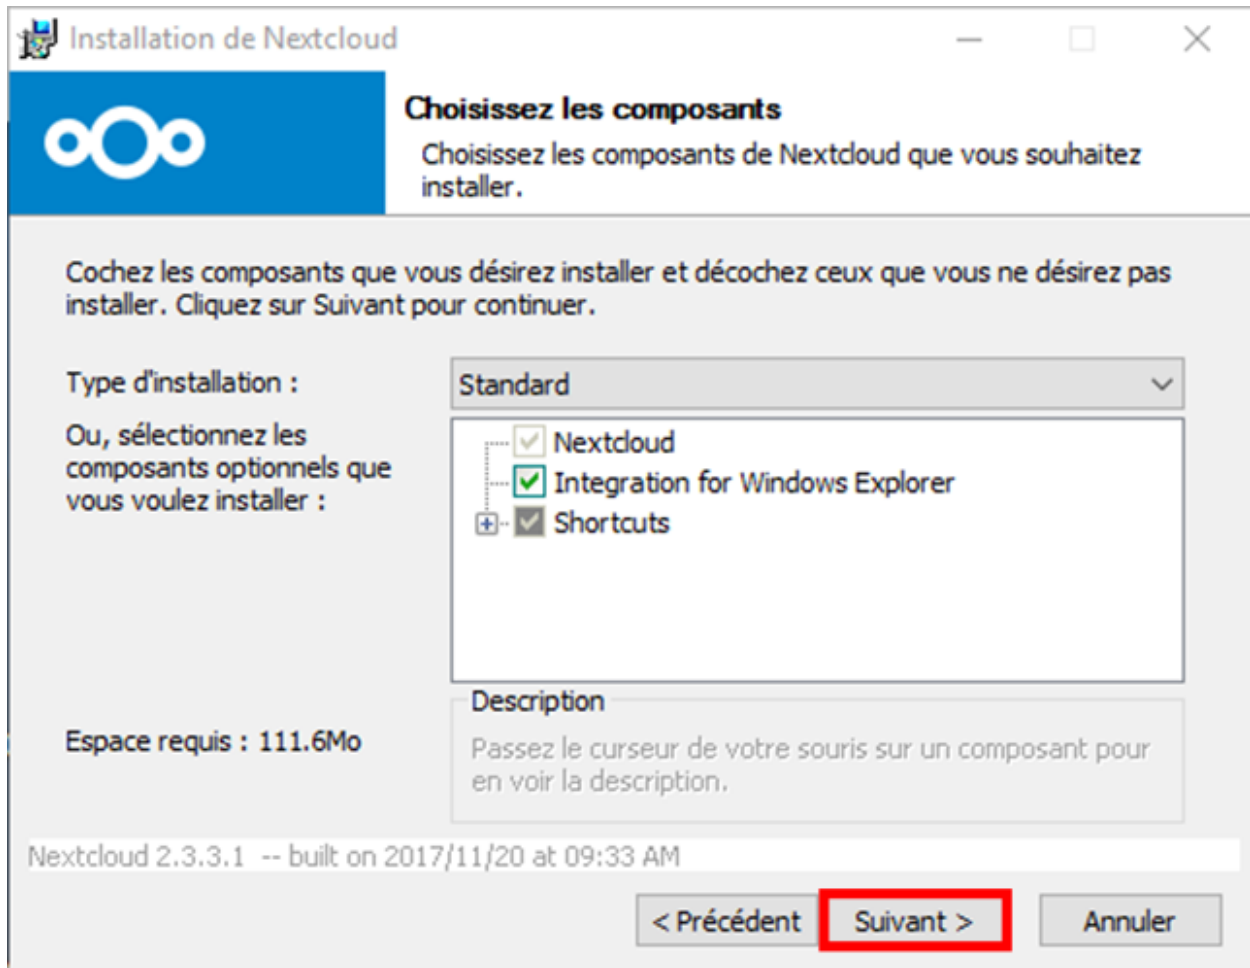 Installation de Nextcloud
Choisissez les composants
Choisissez les composants de Nextcloud que vous souhaitez
installer.
Cochez les composants que vous désirez installer et décochez ceux que vous ne désirez pas
installer. Cliquez sur Suivant pour continuer.
Type d'installation :
Standard
Ou, sélectionnez les
composants optionnels que
vous voulez installer :
Nextcloud
Integration for Windows Explorer
Shortcuts
Espace requis : 111.6Mo
Description
Passez le curseur de votre souris sur un composant pour
en voir la description.
Nextcloud 2.3.3.1 -- built on 2017/11/20 at 09:33 AM
< Précédent
Suivant >
Annuler